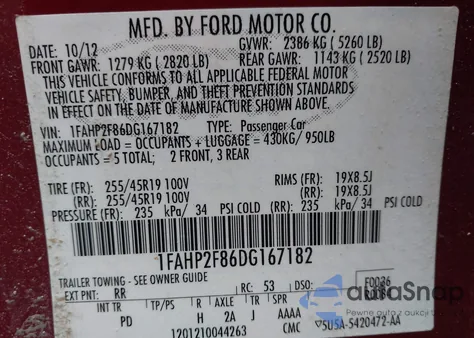 MFD. BY FORD MOTOR CO.
DATE: 10/12 GVWR: 2386 KG ( 5260 LB)
FRONT GAWR: 1279 KG ( 2820 LB) REAR GAWR: 1143 KG ( 2520 LB)
THIS VEHICLE CONFORMS TO ALL APPLICABLE FEDERAL MOTOR
VEHICLE SAFETY, BUMPER, AND THEFT PREVENTION STANDARDS
IN EFFECT ON THE DATE OF MANUFACTURE SHOWN ABOVE.
VIN: 1FAHP2F86DG167182 TYPE: Passenger Car
MAXIMUM LOAD = OCCUPANTS + LUGGAGE = 430KG/ 950LB
OCCUPANTS = 5 TOTAL; 2 FRONT, 3 REAR
TIRE (FR): 255/45R19 100V RIMS (FR): 19X8.5J
(RR): 255/45R19 100V (RR): 19X8.5J
PRESSURE (FR): 235 kPa/ 34 PSI COLD (RR): 235 kPa/ 34 PSI COLD
1FAHP2F86DG167182
TRAILER TOWING - SEE OWNER GUIDE
EXT PNT: RR RC: 53 DSO:
INT TR TP/PS R AXLE TR SPR
PD H 2A J AAAA
1201210044263 CMC
5U5A-5420472-AA
autaSnap
Pewne auta z aukcji